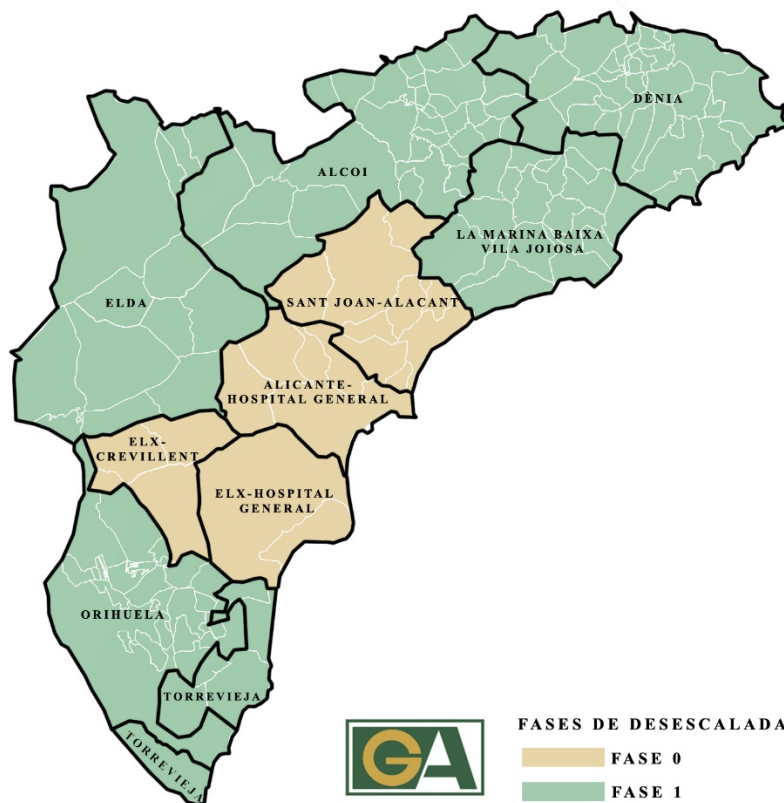 DÈNIA
ALCOI
LA MARINA BAIXA
VILA JOIOSA
ELDA
SANT JOAN-ALACANT
ALICANTE-
HOSPITAL GENERAL
ELX-
CREVILLENT
ELX-HOSPITAL
GENERAL
ORIHUELA
TORREVIEJA
TORREVIEJA
GA
FASES DE DESESCALADA
FASE 0
FASE 1